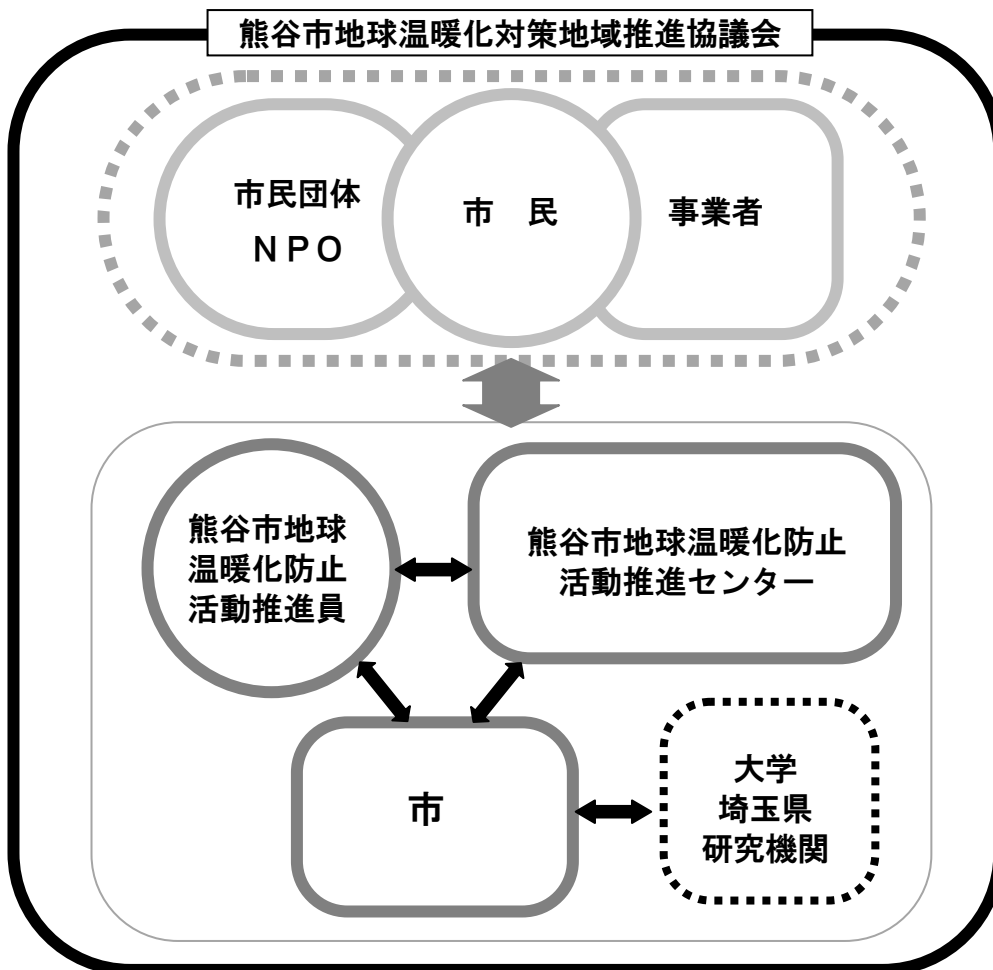 熊谷市地球温暖化対策地域推進協議会
市民団体
ＮＰＯ
市　民
事業者
熊谷市地球
温暖化防止
活動推進員
熊谷市地球温暖化防止
活動推進センター
市
大学
埼玉県
研究機関